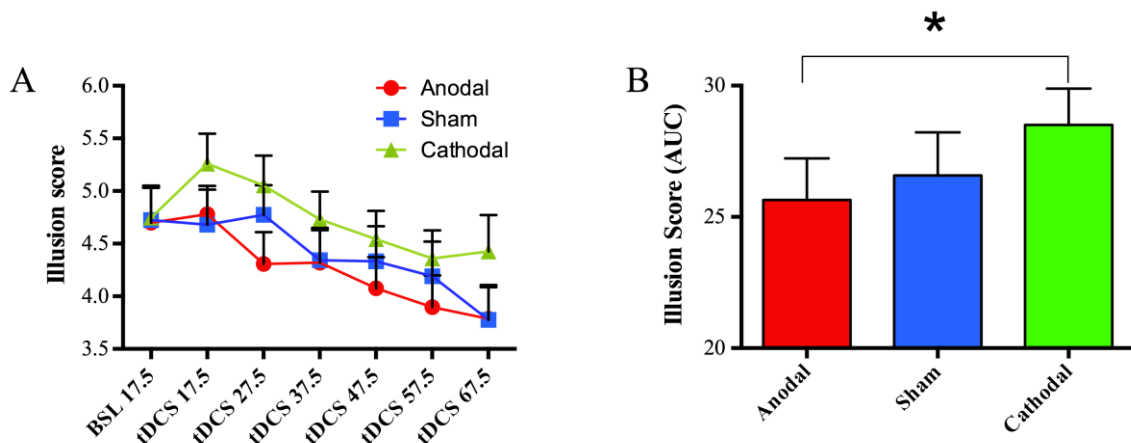 A
Illusion score
6.0
5.5
5.0
4.5
4.0
3.5
Anodal
Sham
Cathodal
BSL 17.5
tDCS 17.5
tDCS 27.5
tDCS 37.5
tDCS 47.5
tDCS 57.5
tDCS 67.5
B
*
Illusion Score (AUC)
30
25
20
Anodal
Sham
Cathodal